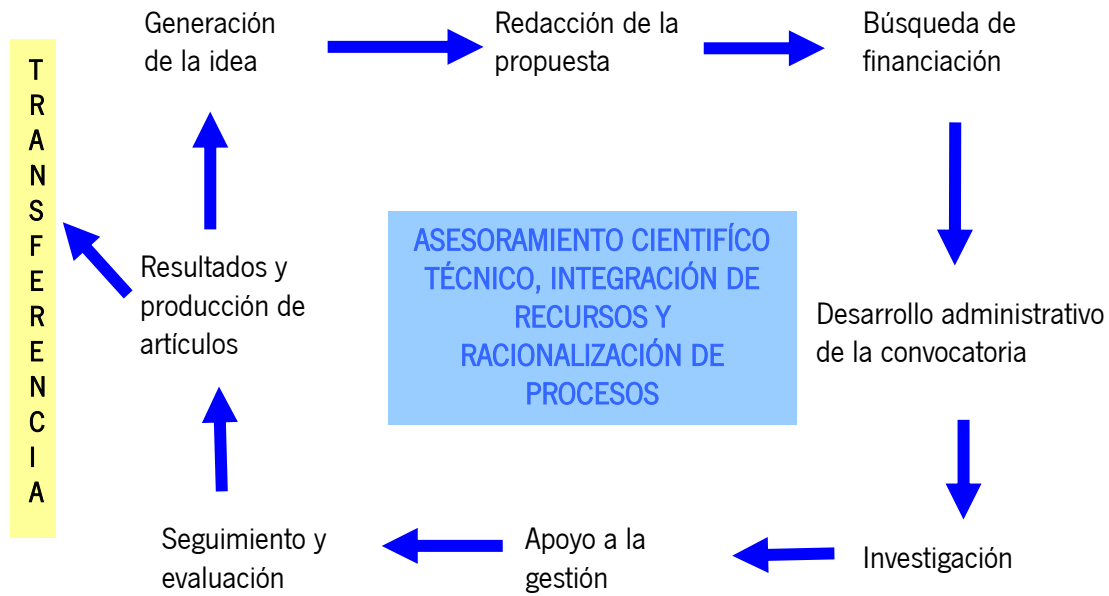 Generación
de la idea
Redacción de la
propuesta
Búsqueda de
financiación
TRANSFERENCIA
ASESORAMIENTO CIENTIFÍCO
TÉCNICO, INTEGRACIÓN DE
RECURSOS Y
RACIONALIZACIÓN DE
PROCESOS
Resultados y
producción de
artículos
Desarrollo administrativo
de la convocatoria
Seguimiento y
evaluación
Apoyo a la
gestión
Investigación